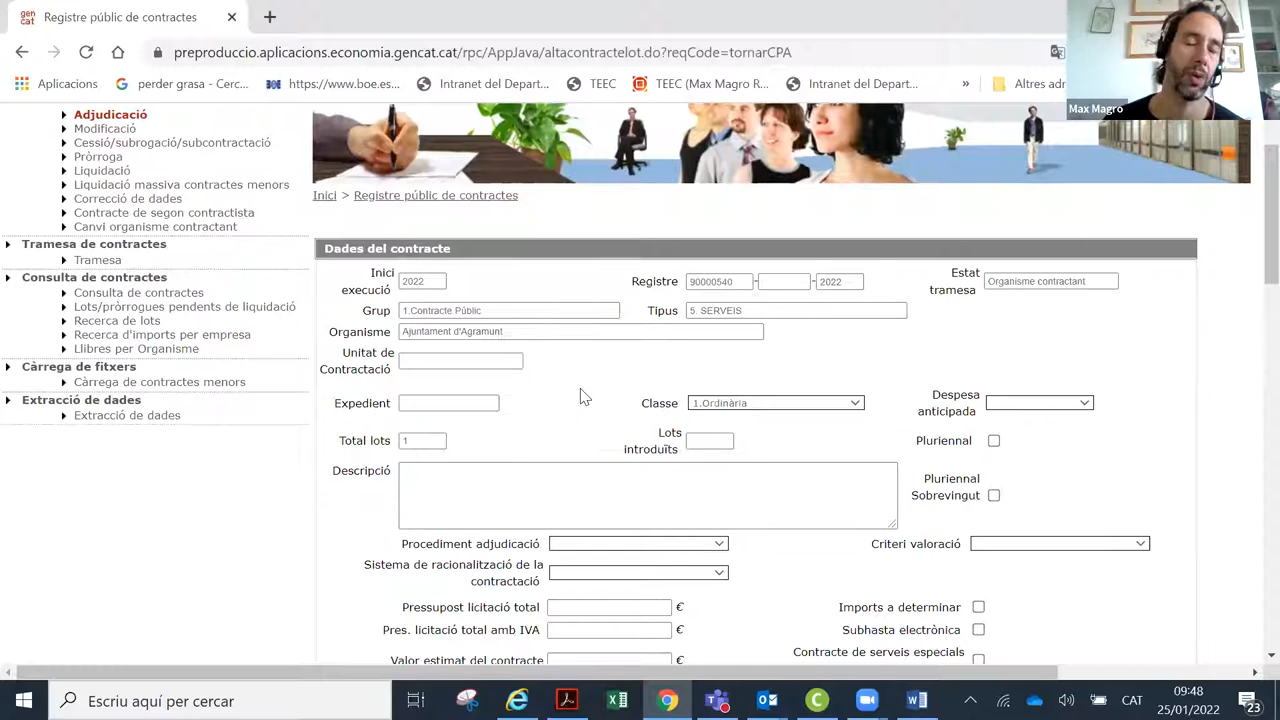 gen
cat
Registre públic de contractes
preproduccio.aplicacions.economia.gencat.cat/rpc/AppJava/altacontractelot.do?reqCode=tornarCPA
Aplicacions
perder grasa - Cerc...
https://www.boe.es...
Intranet del Depart...
TEEC
TEEC (Max Magro R...
Intranet del Depart...
»
Altres adr
Max Magro
Adjudicació
Modificació
Cessió/subrogació/subcontractació
Pròrroga
Liquidació
Liquidació massiva contractes menors
Correcció de dades
Contracte de segon contractista
Canvi organisme contractant
Tramesa de contractes
Tramesa
Consulta de contractes
Consulta de contractes
Lots/pròrrogues pendents de liquidació
Recerca de lots
Recerca d'imports per empresa
Llibres per Organisme
Càrrega de fitxers
Càrrega de contractes menors
Extracció de dades
Extracció de dades
Inici > Registre públic de contractes
Dades del contracte
Inici execució 2022
Registre 90000540 - - 2022
Estat tramesa Organisme contractant
Grup 1.Contracte Públic
Tipus 5. SERVEIS
Organisme Ajuntament d'Agramunt
Unitat de Contractació
Expedient
Classe 1.Ordinària
Despesa anticipada
Total lots 1
Lots introduïts
Pluriennal
Descripció
Pluriennal Sobrevingut
Procediment adjudicació
Criteri valoració
Sistema de racionalització de la contractació
Pressupost licitació total €
Imports a determinar
Pres. licitació total amb IVA €
Subhasta electrònica
Valor estimat del contracte €
Contracte de serveis especials
Escriu aquí per cercar
CAT
09:48
25/01/2022
23